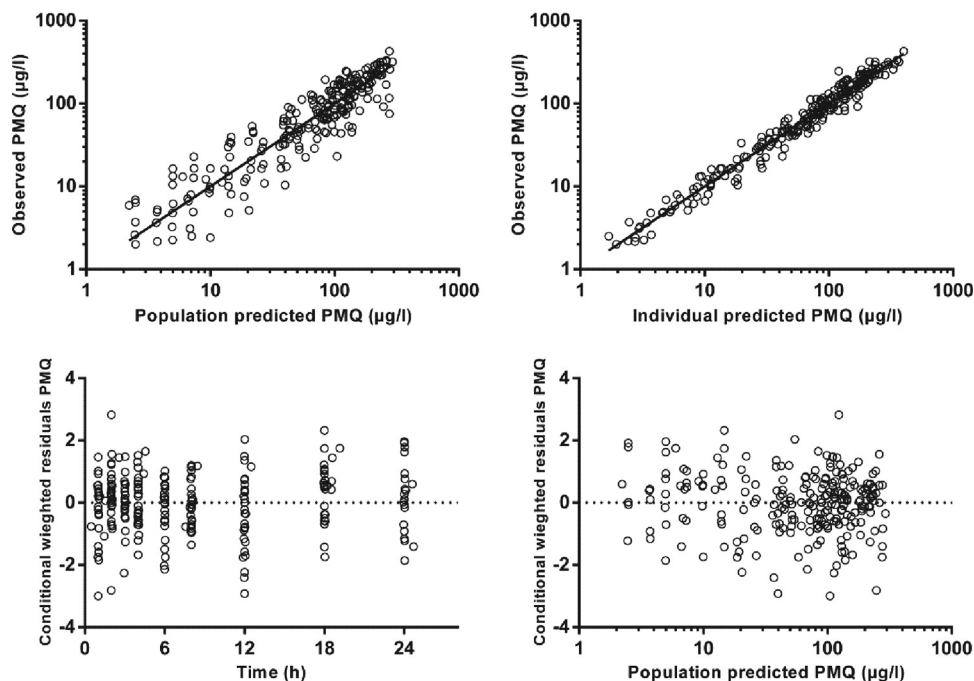 1000
100
10
1
Observed PMQ (µg/l)
1 10 100 1000
Population predicted PMQ (µg/l)
1000
100
10
1
Observed PMQ (µg/l)
1 10 100 1000
Individual predicted PMQ (µg/l)
4
2
0
-2
-4
Conditional wieghted residuals PMQ
0 6 12 18 24
Time (h)
4
2
0
-2
-4
Conditional wieghted residuals PMQ
1 10 100 1000
Population predicted PMQ (µg/l)